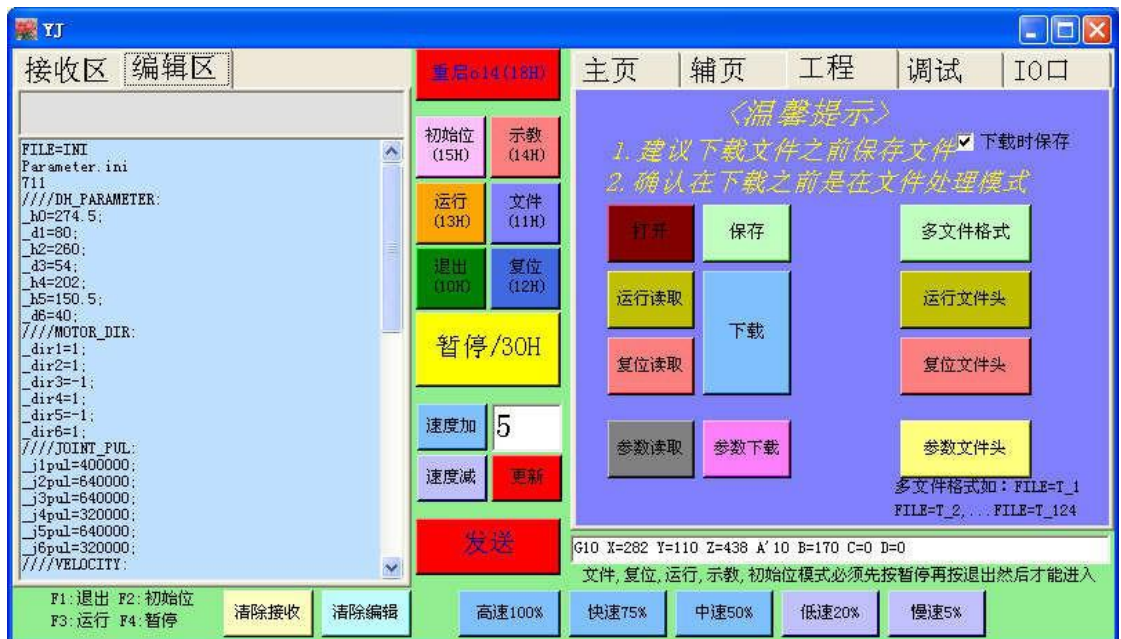 YJ
接收区 编辑区
FILE=INI
Parameter.ini
711
////DH_PARAMETER:
_h0=274.5;
_d1=80;
_h2=260;
_d3=54;
_h4=202;
_h5=150.5;
_d6=40;
////MOTOR_DIR:
_dir1=1;
_dir2=1;
_dir3=-1;
_dir4=1;
_dir5=-1;
_dir6=1;
////JOINT_PUL:
_j1pul=400000;
_j2pul=640000;
_j3pul=640000;
_j4pul=320000;
_j5pul=640000;
_j6pul=320000;
////VELOCITY:
重启o14(18H)
初始位
(15H)
示教
(14H)
运行
(13H)
文件
(11H)
退出
(10H)
复位
(12H)
暂停/30H
速度加
5
速度减
更新
发送
主页 辅页 工程 调试 IO口
〈温馨提示〉
1.建议下载文件之前保存文件
下载时保存
2.确认在下载之前是在文件处理模式
打开 保存 多文件格式
运行读取 下载 运行文件头
复位读取 复位文件头
参数读取 参数下载 参数文件头
多文件格式如：FILE=T_1
FILE=T_2,...FILE=T_124
G10 X=282 Y=110 Z=438 A'10 B=170 C=0 D=0
文件,复位,运行,示教,初始位模式必须先按暂停再按退出然后才能进入
F1:退出 F2:初始位
F3:运行 F4:暂停
清除接收 清除编辑 高速100% 快速75% 中速50% 低速20% 慢速5%